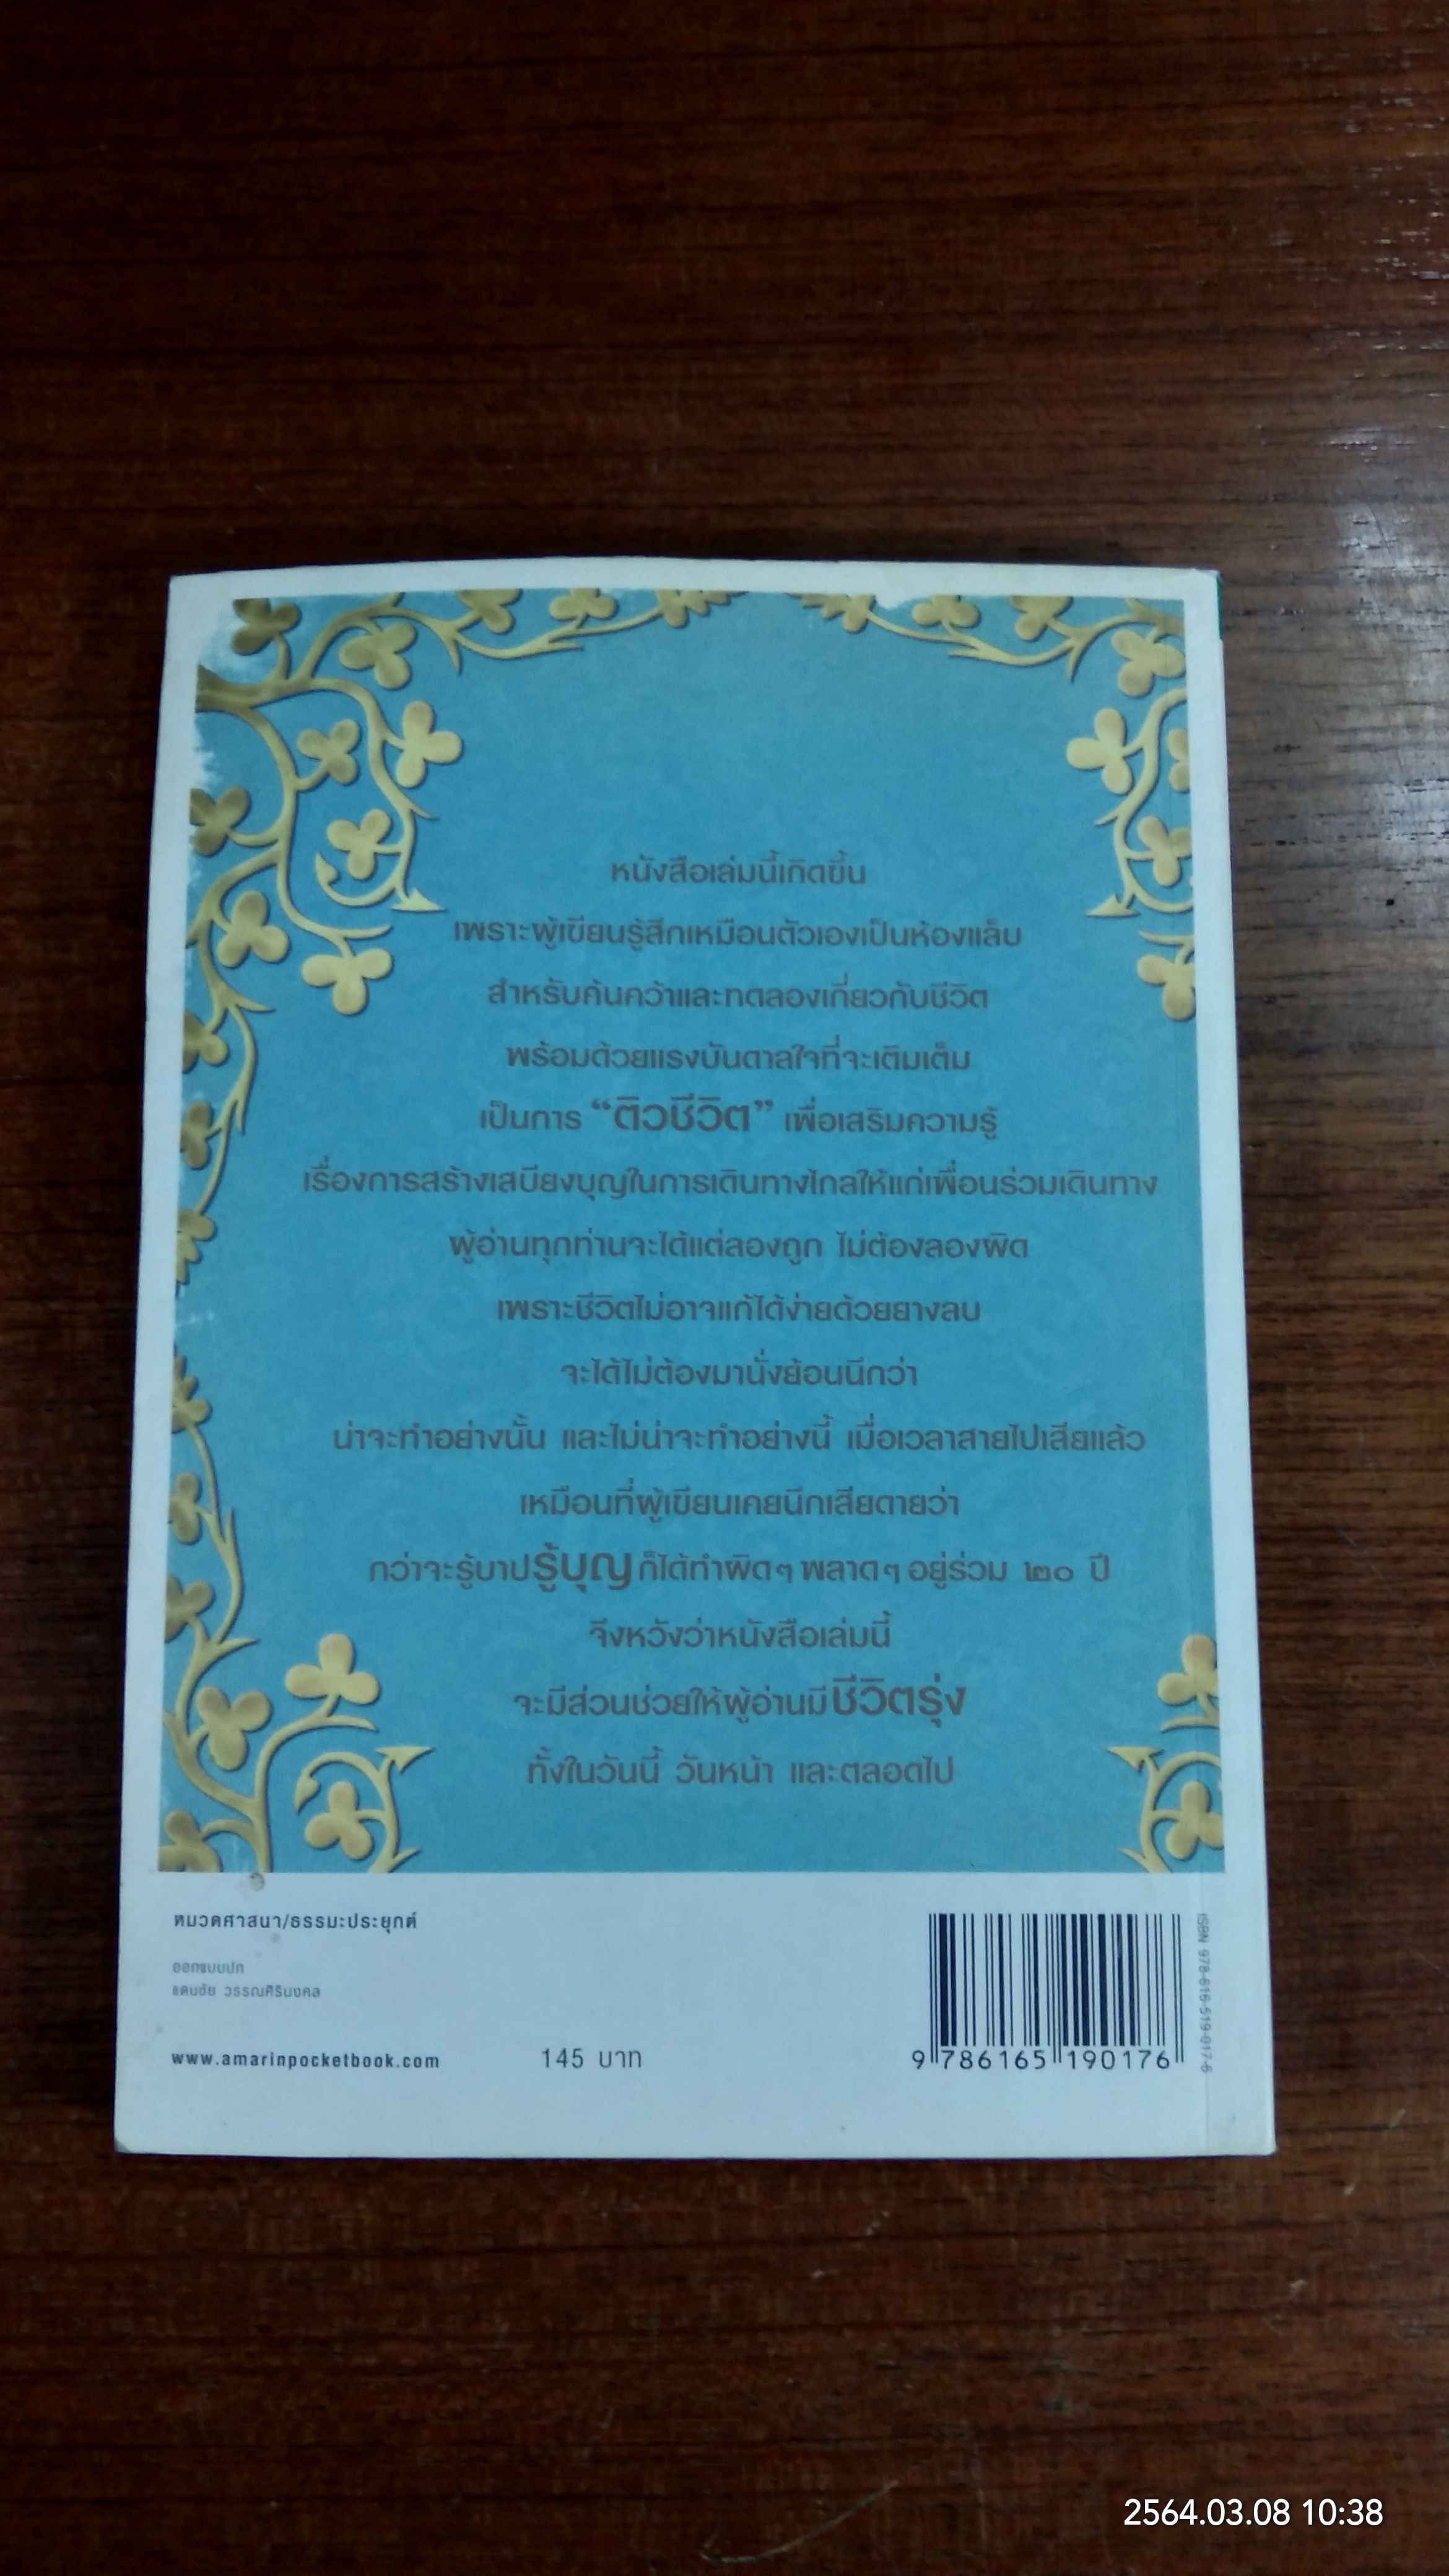 หนังสือเล่มนี้เกิดขึ้น
เพราะผู้เขียนรู้สึกเหมือนตัวเองเป็นห้องแล็บ
สำหรับค้นคว้าและทดลองเกี่ยวกับชีวิต
พร้อมด้วยแรงบันดาลใจที่จะเติมเต็ม
เป็นการ “ติวชีวิต” เพื่อเสริมความรู้
เรื่องการสร้างเสบียงบุญในการเดินทางไกลให้แก่เพื่อนร่วมเดินทาง
ผู้อ่านทุกท่านจะได้แต่ลองถูก ไม่ต้องลองผิด
เพราะชีวิตไม่อาจแก้ได้ง่ายด้วยยางลบ
จะได้ไม่ต้องมานั่งย้อนนึกว่า
น่าจะทำอย่างนั้น และไม่น่าจะทำอย่างนี้ เมื่อเวลาสายไปเสียแล้ว
เหมือนที่ผู้เขียนเคยนึกเสียดายว่า
กว่าจะรู้บาปรู้บุญก็ได้ทำผิดๆ พลาดๆ อยู่ร่วม ๒๐ ปี
จึงหวังว่าหนังสือเล่มนี้
จะมีส่วนช่วยให้ผู้อ่านมีชีวิตรุ่ง
ทั้งในวันนี้ วันหน้า และตลอดไป
หมวดศาสนา/ธรรมะประยุกต์
ออกแบบปก
แดนชัย วรรณศิริมงคล
www.amarinpocketbook.com 145 บาท
9 786165 190176
ISBN 978-616-519-017-6
2564.03.08 10:38